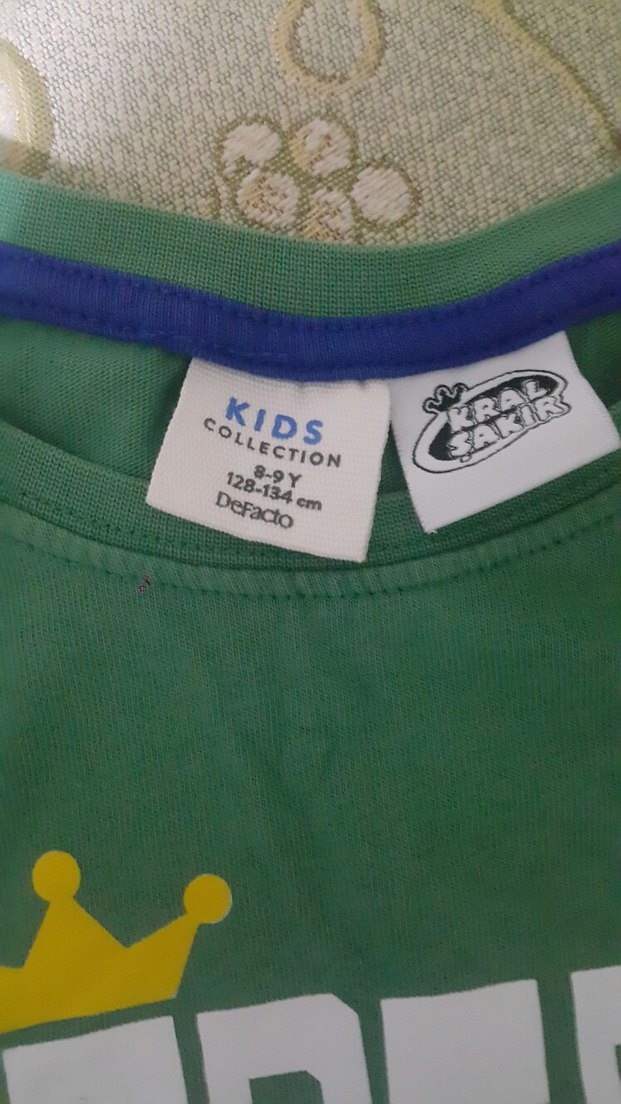 KIDS
COLLECTION
8-9 Y
128-134 cm
DeFacto
KRAL
ŞAKİR